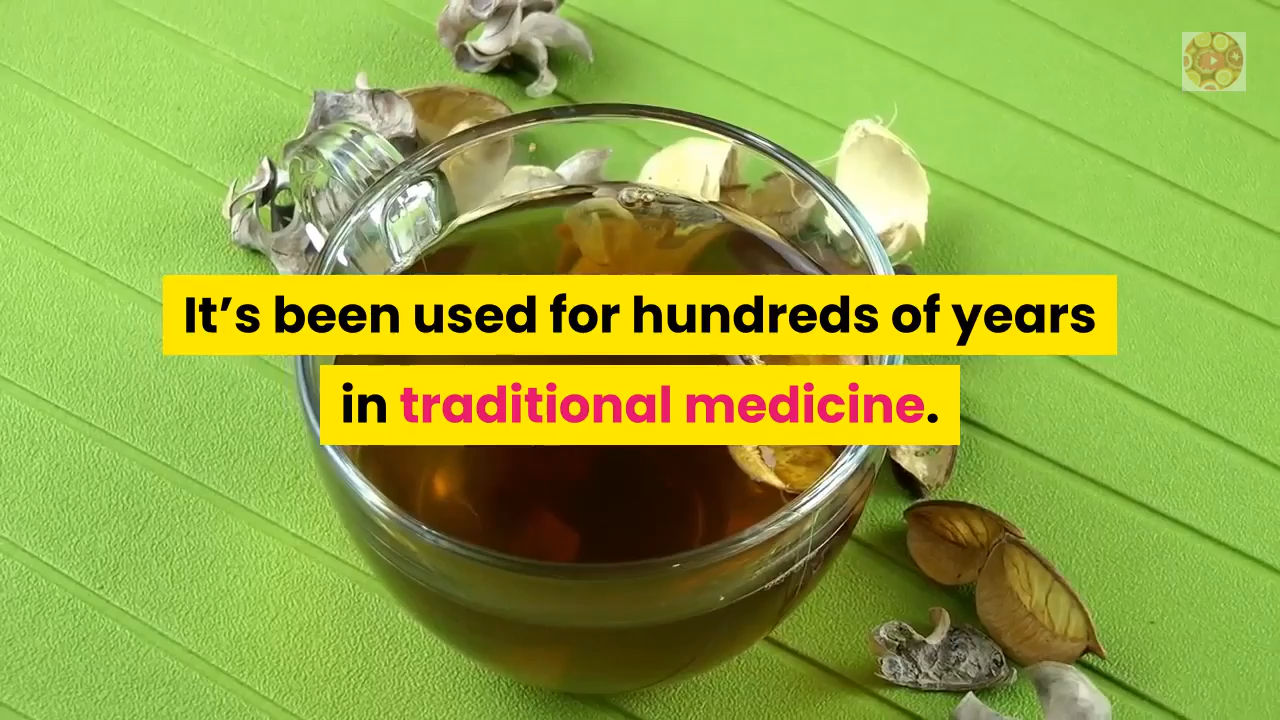 It’s been used for hundreds of years
in traditional medicine.